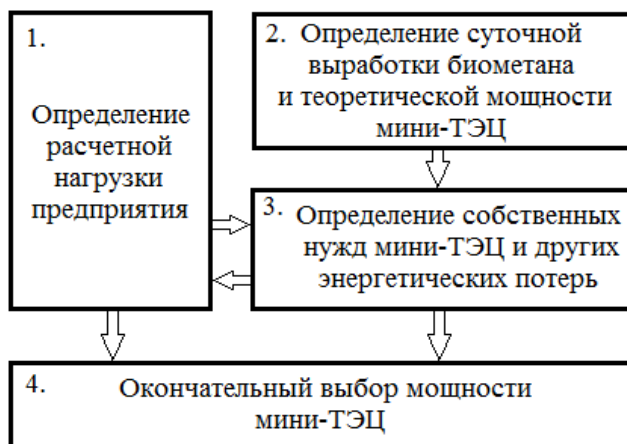 1.
Определение
расчетной
нагрузки
предприятия
2. Определение суточной
выработки биометана
и теоретической мощности
мини-ТЭЦ
3. Определение собственных
нужд мини-ТЭЦ и других
энергетических потерь
4. Окончательный выбор мощности
мини-ТЭЦ